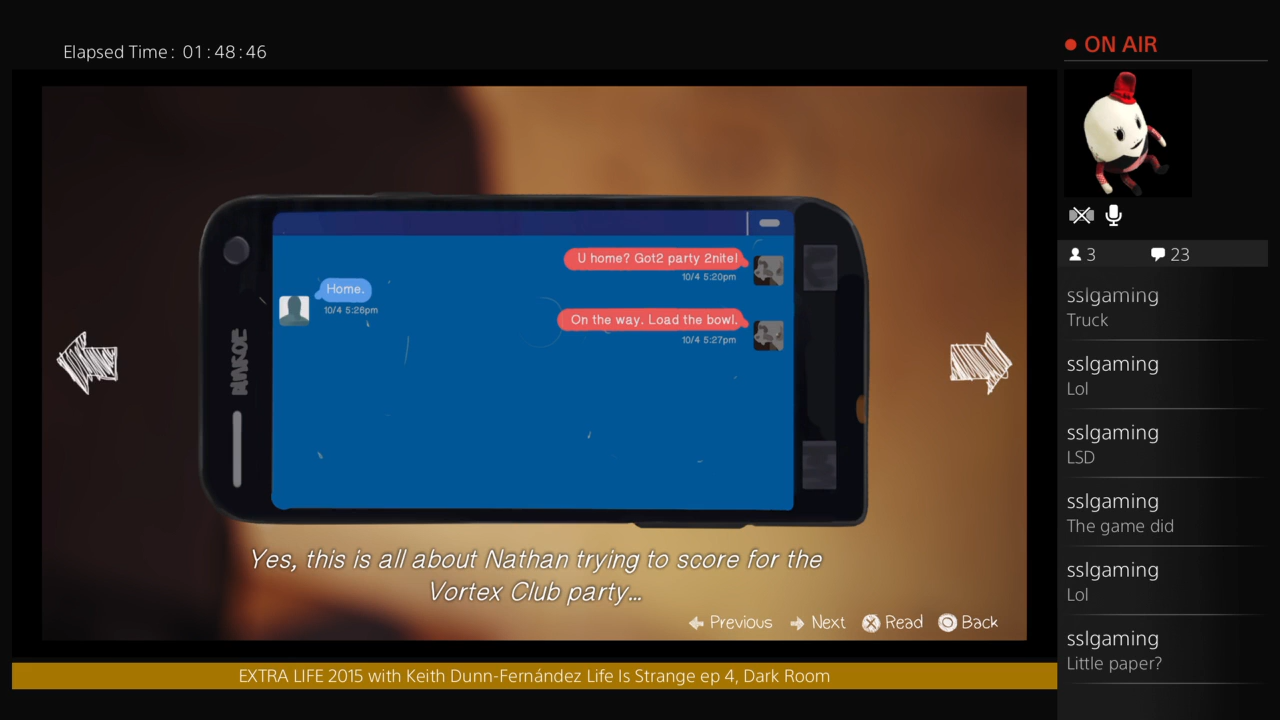 Elapsed Time: 01:48:46
ON AIR
3
23
U home? Got2 party 2nite!
10/4 5:20pm
Home.
10/4 5:26pm
On the way. Load the bowl.
10/4 5:27pm
Yes, this is all about Nathan trying to score for the
Vortex Club party...
Previous
Next
Read
Back
EXTRA LIFE 2015 with Keith Dunn-Fernández Life Is Strange ep 4, Dark Room
sslgaming
Truck
sslgaming
Lol
sslgaming
LSD
sslgaming
The game did
sslgaming
Lol
sslgaming
Little paper?